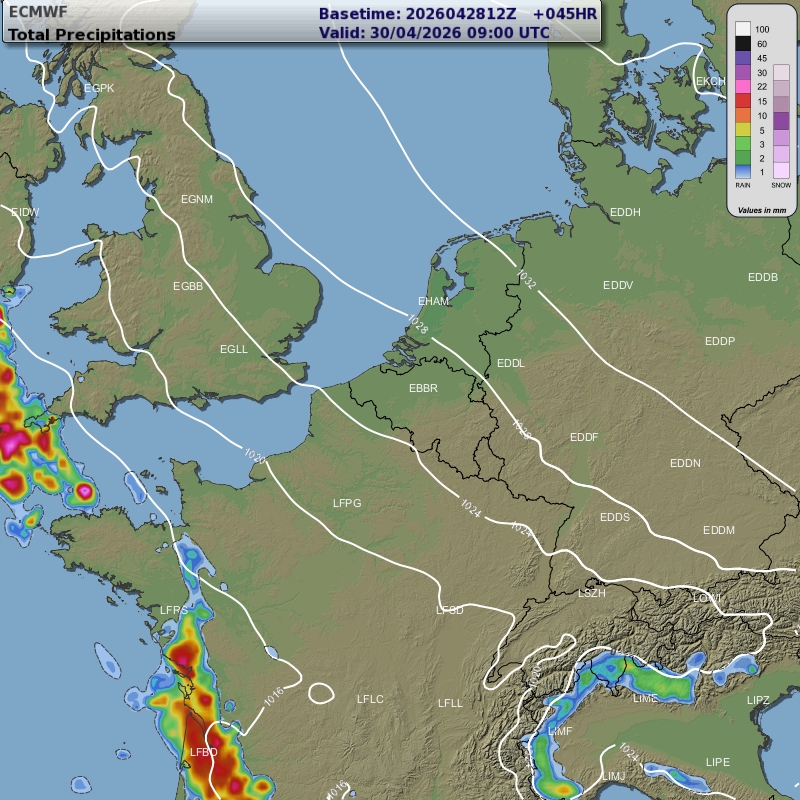 ECMWF
Basetime: 2026042812Z +045HR
Total Precipitations
Valid: 30/04/2026 09:00 UTC
100
60
45
30
22
15
10
5
3
2
1
RAIN SNOW
Values in mm
EGPK
EKCH
EGNM
EIDW
EDDH
EGBB
EDDV
EDDB
1032
EHAM
1028
EGLL
EDDP
EDDL
EBBR
1028
EDDF
1020
EDDN
LFPG
1024
1024
EDDS
EDDM
LSZH
LOWI
LFRS
LFSD
1016
LFLC
LFLL
LIME
LIPZ
LIMF
LFBD
1024
LIPE
LIMJ
1016